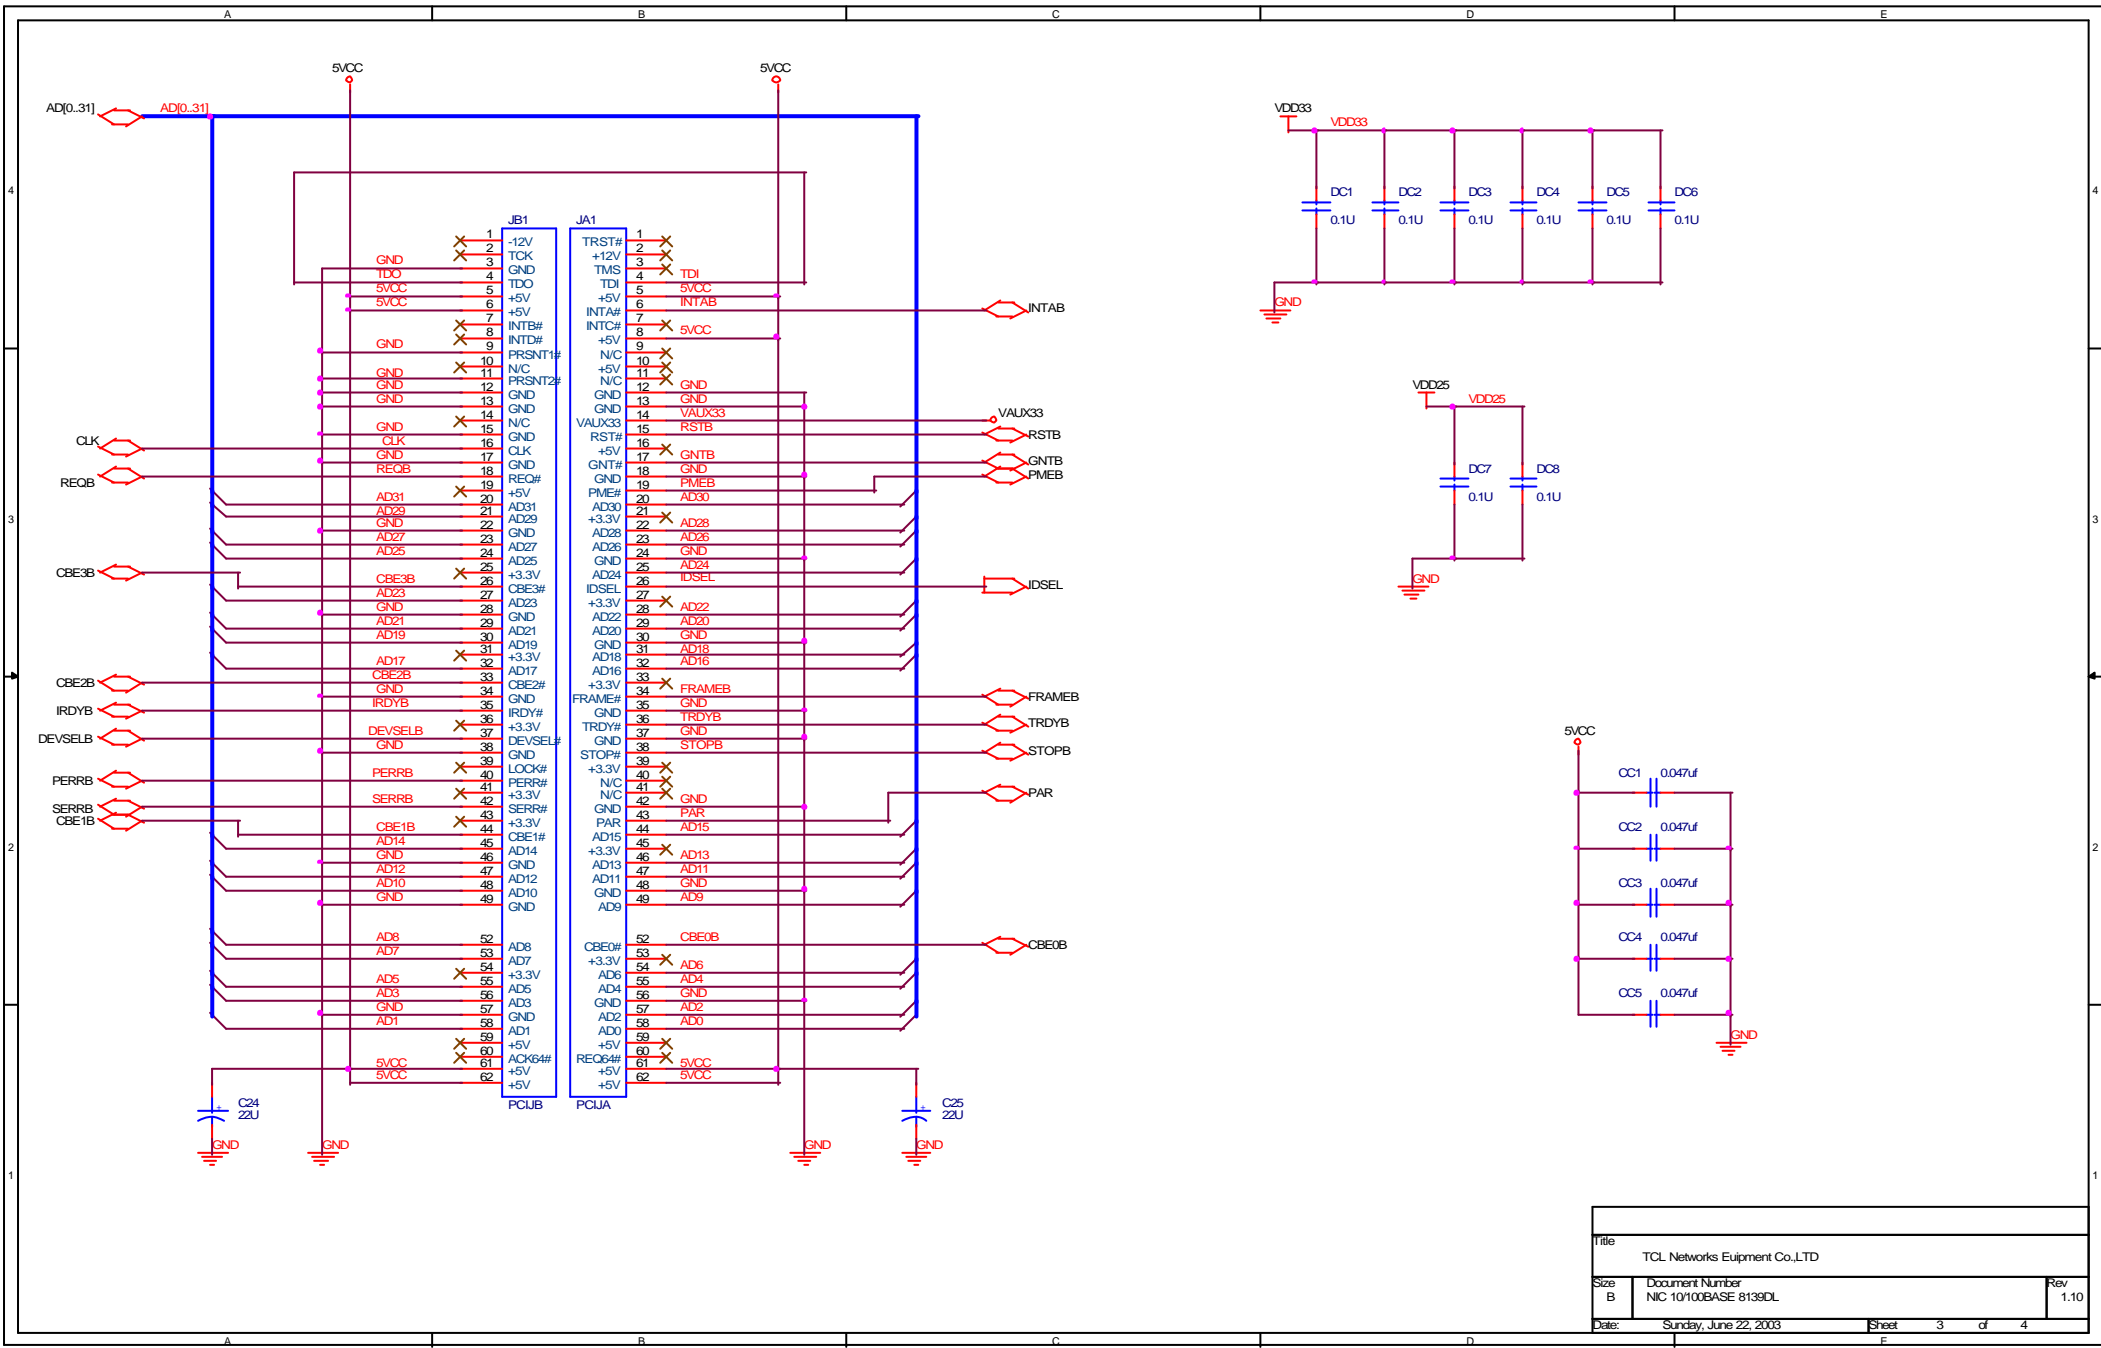 A B C D E
5VCC 5VCC
AD[0..31] AD[0..31]
VDD33
VDD33
4 4
DC1 DC2 DC3 DC4 DC5 DC6
0.1U 0.1U 0.1U 0.1U 0.1U 0.1U
GND
JB1 JA1
1 -12V TRST# 1
2 TCK +12V 2
GND 3 GND TMS 3
TDO 4 TDO TDI 4 TDI
5VCC 5 +5V +5V 5 5VCC
5VCC 6 +5V INTA# 6 INTAB INTAB
7 INTB# INTC# 7
8 INTD# +5V 8 5VCC
GND 9 PRSNT1# N/C 9
10 N/C +5V 10
GND 11 PRSNT2# N/C 11
GND 12 GND GND 12 GND
GND 13 GND GND 13 GND
14 N/C VAUX33 14 VAUX33 VAUX33
GND 15 GND RST# 15 RSTB RSTB
CLK CLK 16 CLK +5V 16
GND 17 GND GNT# 17 GNTB GNTB
REQB REQB 18 REQ# GND 18 GND
19 +5V PME# 19 PMEB PMEB
AD31 20 AD31 AD30 20 AD30
AD29 21 AD29 +3.3V 21
GND 22 GND AD28 22 AD28
AD27 23 AD27 AD26 23 AD26
AD25 24 AD25 GND 24 GND
25 +3.3V AD24 25 AD24
CBE3B CBE3B 26 CBE3# IDSEL 26 IDSEL IDSEL
AD23 27 AD23 +3.3V 27
GND 28 GND AD22 28 AD22
AD21 29 AD21 AD20 29 AD20
AD19 30 AD19 GND 30 GND
31 +3.3V AD18 31 AD18
AD17 32 AD17 AD16 32 AD16
CBE2B CBE2B 33 CBE2# +3.3V 33
GND 34 GND FRAME# 34 FRAMEB FRAMEB
IRDYB IRDYB 35 IRDY# GND 35 GND
36 +3.3V TRDY# 36 TRDYB TRDYB
DEVSELB DEVSELB 37 DEVSEL# GND 37 GND
GND 38 GND STOP# 38 STOPB STOPB
39 LOCK# +3.3V 39
PERRB PERRB 40 PERR# N/C 40
41 +3.3V N/C 41
SERRB SERRB 42 SERR# GND 42 GND
43 +3.3V PAR 43 PAR PAR
CBE1B CBE1B 44 CBE1# AD15 44 AD15
AD14 45 AD14 +3.3V 45
GND 46 GND AD13 46 AD13
AD12 47 AD12 AD11 47 AD11
AD10 48 AD10 GND 48 GND
GND 49 GND AD9 49 AD9
AD8 52 AD8 CBE0# 52 CBE0B CBE0B
AD7 53 AD7 +3.3V 53
54 +3.3V AD6 54 AD6
AD5 55 AD5 AD4 55 AD4
AD3 56 AD3 GND 56 GND
GND 57 GND AD2 57 AD2
AD1 58 AD1 AD0 58 AD0
59 +5V +5V 59
60 ACK64# REQ64# 60
5VCC 61 +5V +5V 61 5VCC
5VCC 62 +5V +5V 62 5VCC
PCIJB PCIJA
C24 C25
22U 22U
GND GND GND GND
VDD25
VDD25
DC7 DC8
0.1U 0.1U
GND
3 3
5VCC
CC1 0.047uf
CC2 0.047uf
CC3 0.047uf
CC4 0.047uf
CC5 0.047uf
GND
2 2
1 1
Title
TCL Networks Euipment Co.,LTD
Size Document Number Rev
B NIC 10/100BASE 8139DL 1.10
Date: Sunday, June 22, 2003 Sheet 3 of 4
A B C D E